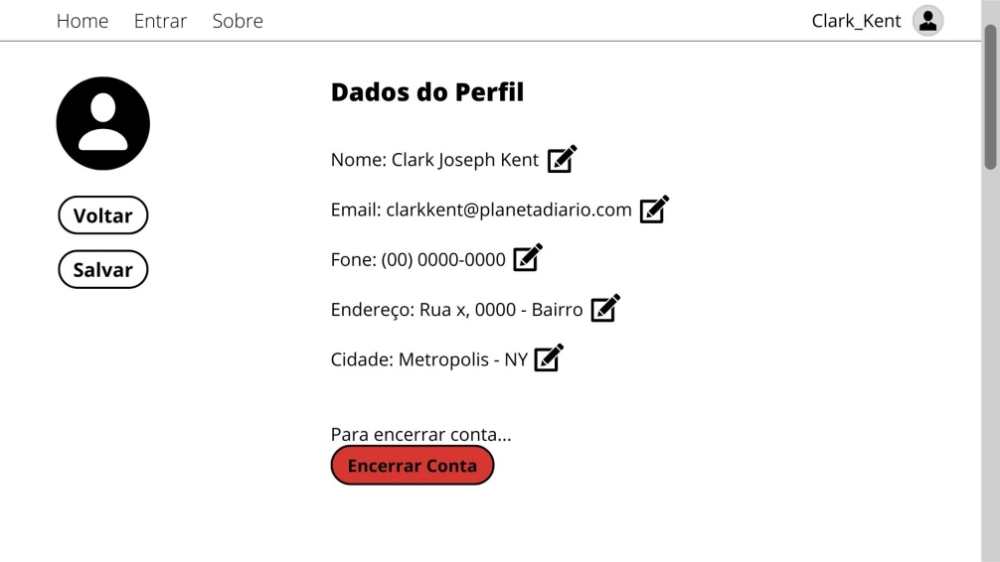 Home Entrar Sobre Clark_Kent
Voltar
Salvar
Dados do Perfil
Nome: Clark Joseph Kent
Email: clarkkent@planetadiario.com
Fone: (00) 0000-0000
Endereço: Rua x, 0000 - Bairro
Cidade: Metropolis - NY
Para encerrar conta...
Encerrar Conta